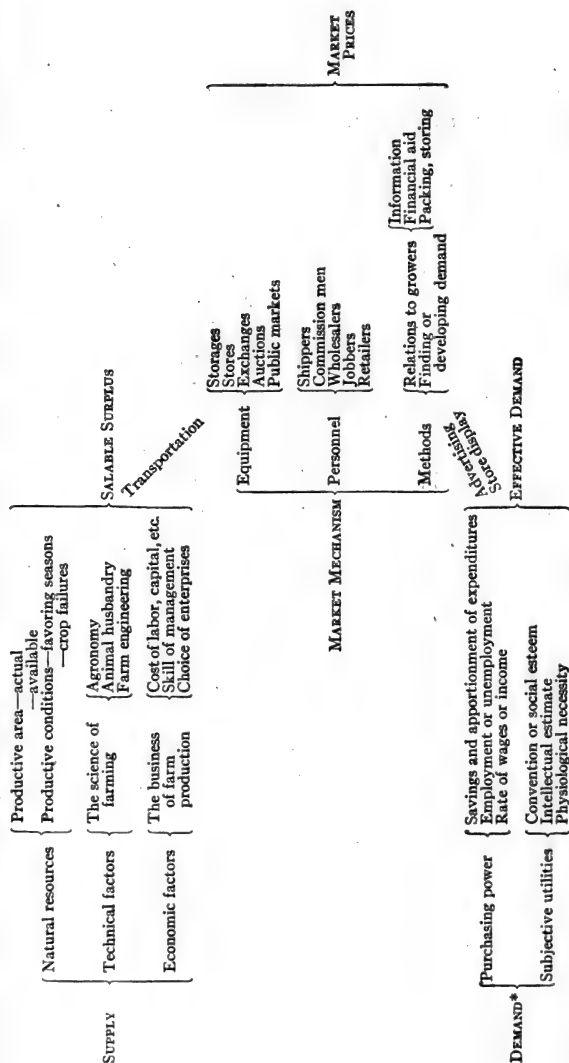 SUPPLY
Natural resources
Productive area—actual
—available
Productive conditions—favoring seasons
—crop failures
Technical factors
The science of
farming
Agronomy
Animal husbandry
Farm engineering
Economic factors
The business
of farm
production
Cost of labor, capital, etc.
Skill of management
Choice of enterprises
SALABLE SURPLUS
Transportation
MARKET MECHANISM
Equipment
Storages
Stores
Exchanges
Auctions
Public markets
Personnel
Shippers
Commission men
Wholesalers
Jobbers
Retailers
Methods
Relations to growers
Finding or
developing demand
Information
Financial aid
Packing, storing
MARKET
PRICES
Advertising
Store display
DEMAND*
Purchasing power
Savings and apportionment of expenditures
Employment or unemployment
Rate of wages or income
Subjective utilities
Convention or social esteem
Intellectual estimate
Physiological necessity
EFFECTIVE DEMAND